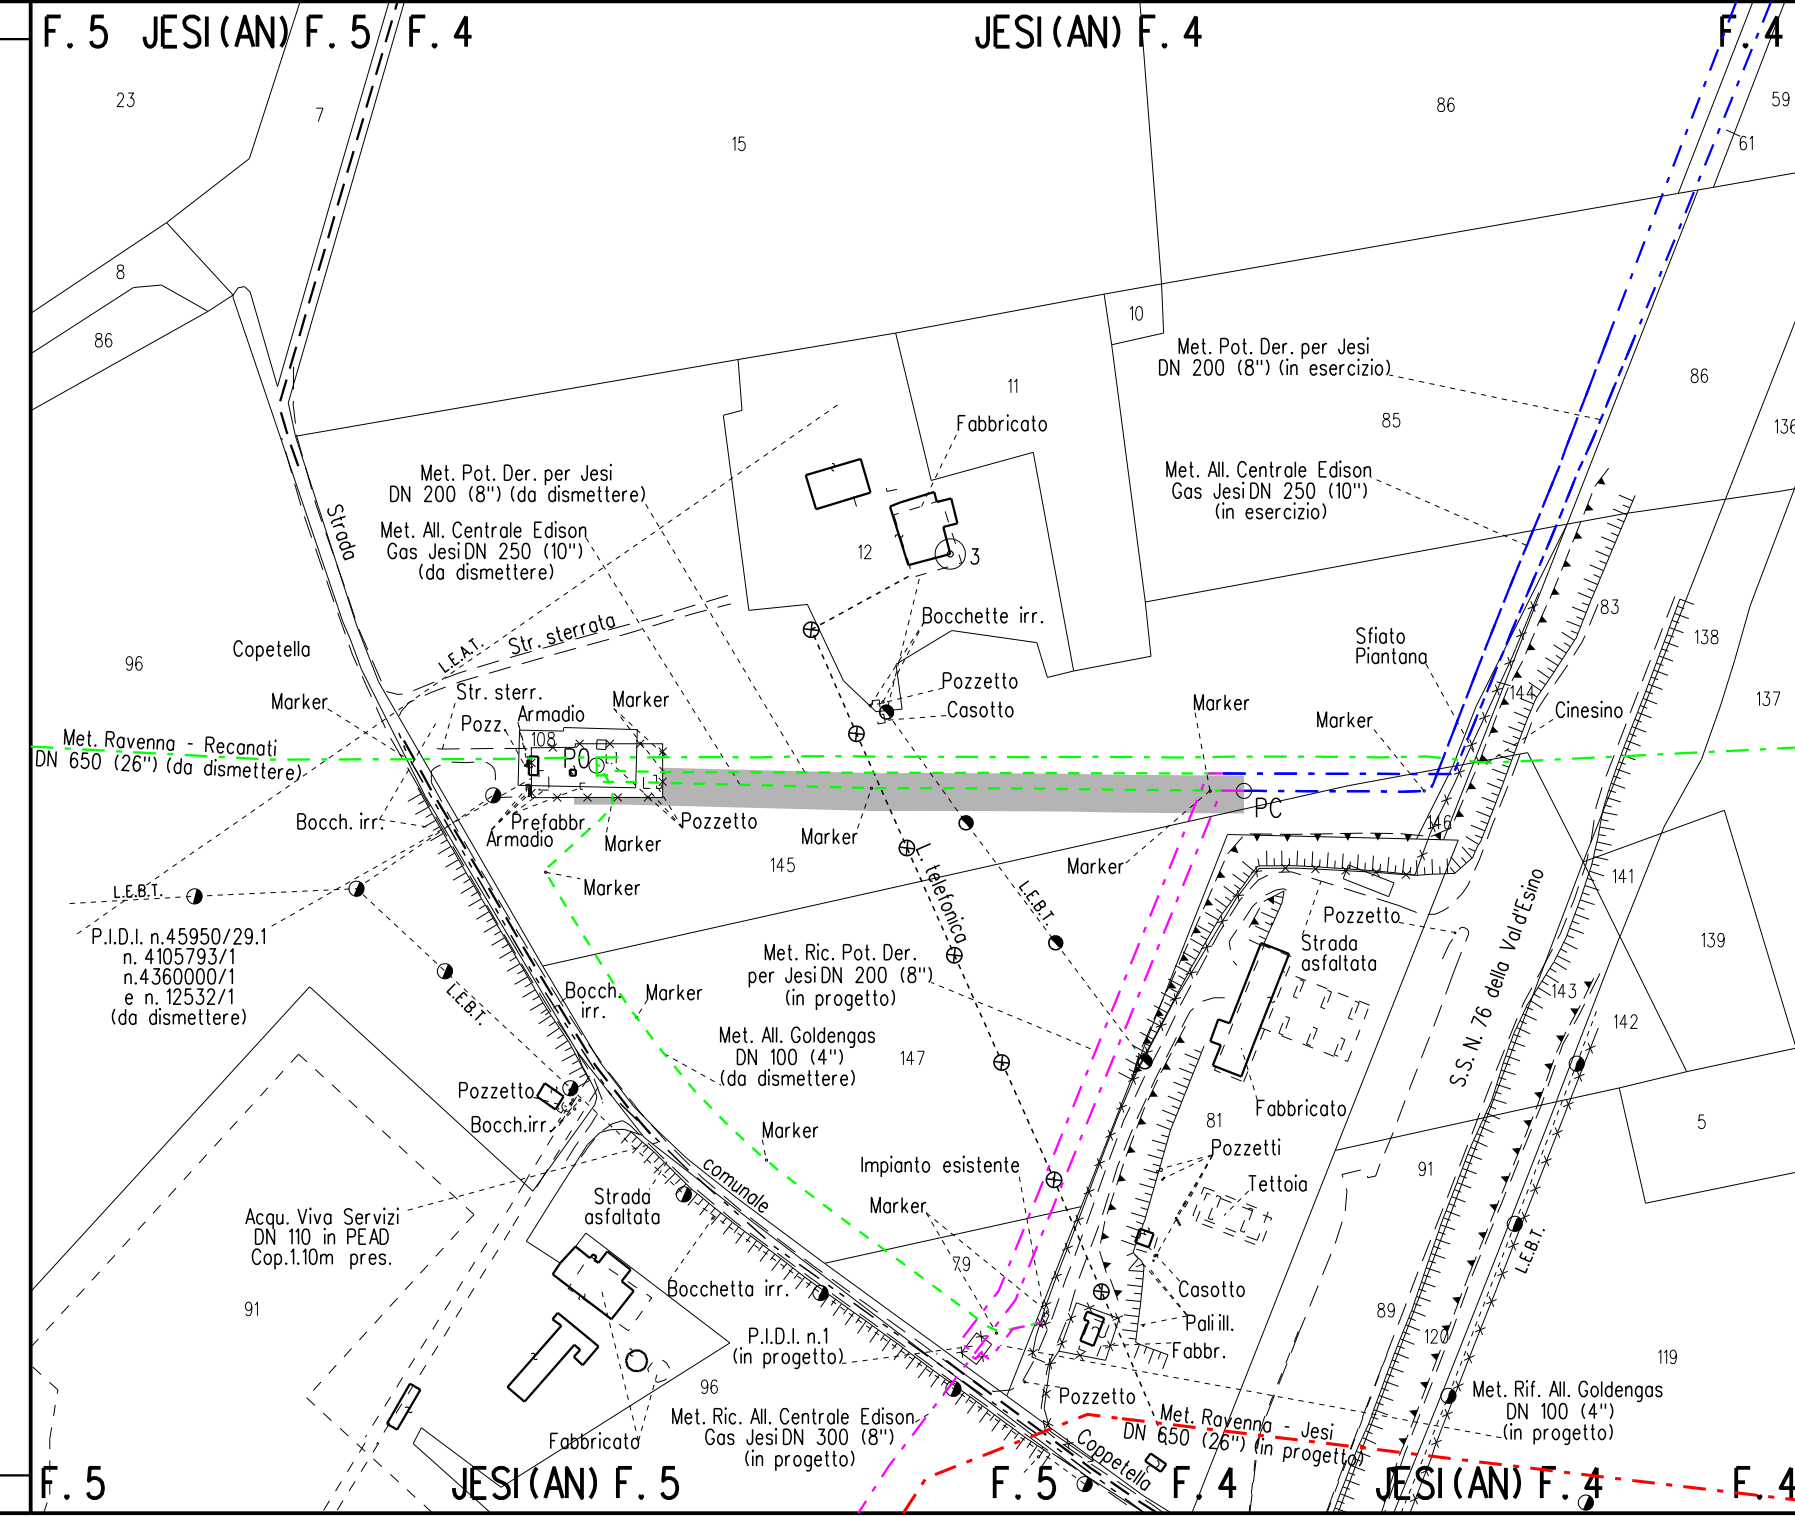 F. 5 JESI(AN) F. 5 F. 4
JESI(AN) F. 4
F. 4
23
7
15
86
59
61
8
86
10
11
Met. Pot. Der. per Jesi
DN 200 (8") (in esercizio)
86
85
136
Fabbricato
Met. Pot. Der. per Jesi
DN 200 (8") (da dismettere)
Met. All. Centrale Edison
Gas Jesi DN 250 (10")
(da dismettere)
Met. All. Centrale Edison
Gas Jesi DN 250 (10")
(in esercizio)
Strada
12
3
Bocchette irr.
83
138
Sfiato
Piantana
Str. sterrata
L.E.A.T.
Copetella
96
Marker
Str. sterr.
Pozz.
Armadio
Marker
Pozzetto
Casotto
Marker
Marker
144
Cinesino
137
Met. Ravenna - Recanati
DN 650 (26") (da dismettere)
108
P0
PC
Bocch. irr.
Prefabbr.
Armadio
Marker
Pozzetto
Marker
146
145
Marker
Marker
L. telefonico
L.E.B.T.
L.E.B.T.
141
Pozzetto
Strada
asfaltata
S.S. N. 76 della Val d'Esino
139
P.I.D.I. n.45950/29.1
n. 4105793/1
n.4360000/1
e n. 12532/1
(da dismettere)
L.E.B.T.
Bocch.
irr.
Marker
Met. Ric. Pot. Der.
per Jesi DN 200 (8")
(in progetto)
143
142
Met. All. Goldengas
DN 100 (4")
(da dismettere)
147
Pozzetto
Bocch.irr.
Marker
Fabbricato
81
5
Pozzetti
Impianto esistente
91
Tettoia
comunale
Strada
asfaltata
Marker
Acqu. Viva Servizi
DN 110 in PEAD
Cop.1.10m pres.
L.E.B.T.
79
Bocchetta irr.
Casotto
91
89
Pali ill.
120
P.I.D.I. n.1
(in progetto)
Fabbr.
119
96
Pozzetto
Met. Rif. All. Goldengas
DN 100 (4")
(in progetto)
Met. Ric. All. Centrale Edison
Gas Jesi DN 300 (8")
(in progetto)
Met. Ravenna - Jesi
DN 650 (26") (in progetto)
Fabbricato
Coppetella
F. 5
JESI(AN) F. 5
F. 5
F. 4
JESI(AN) F. 4
F. 4